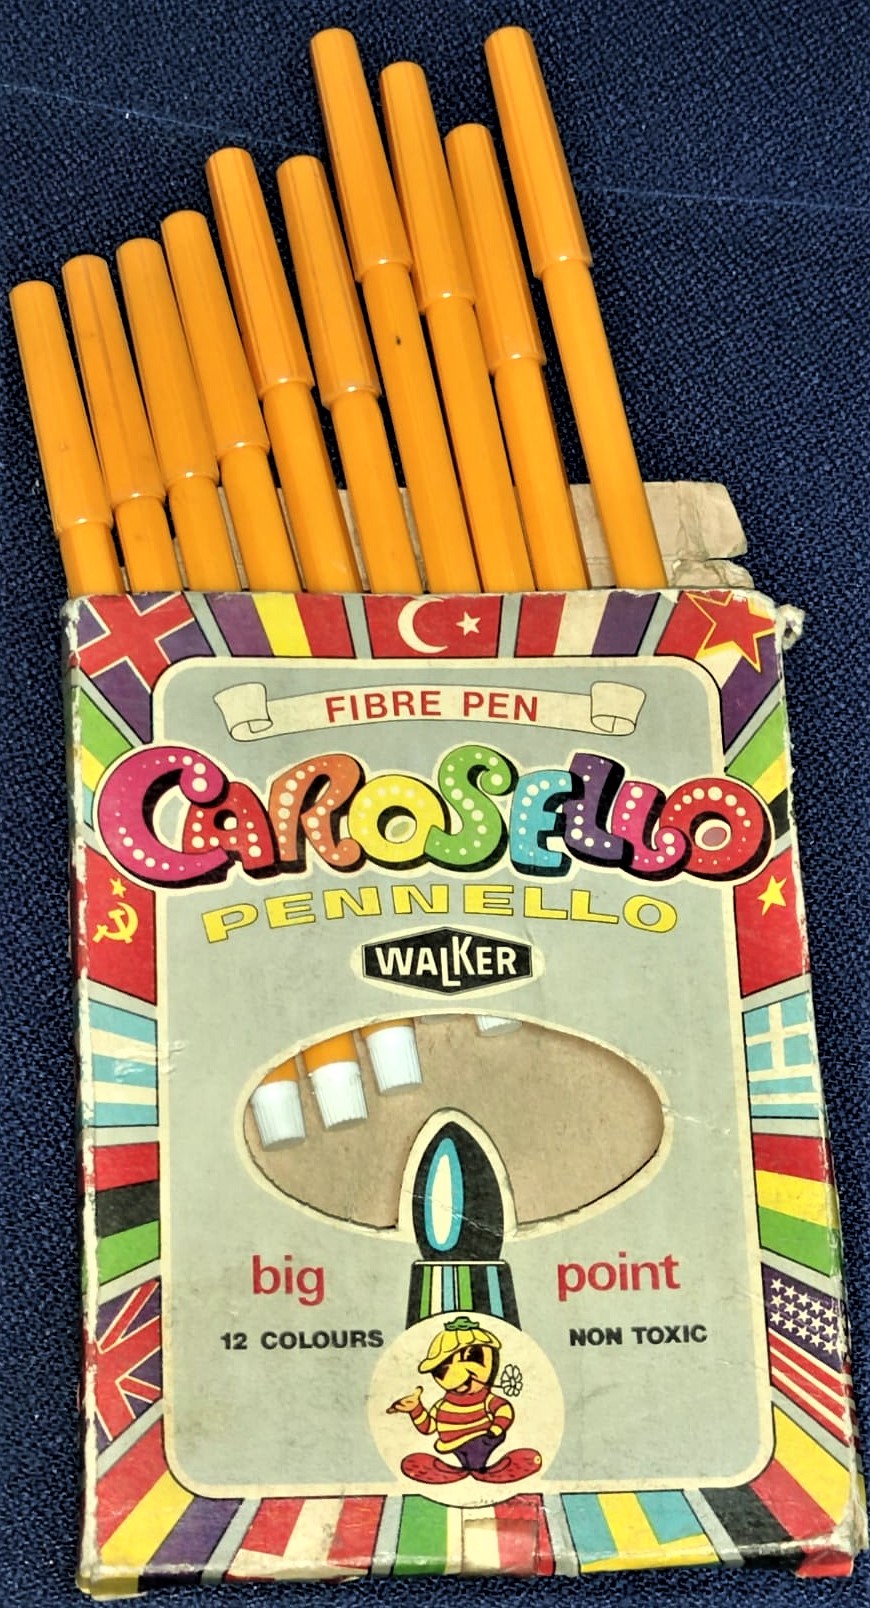 FIBRE PEN
CAROSELLO
PENNELLO
WALKER
big point
12 COLOURS NON TOXIC